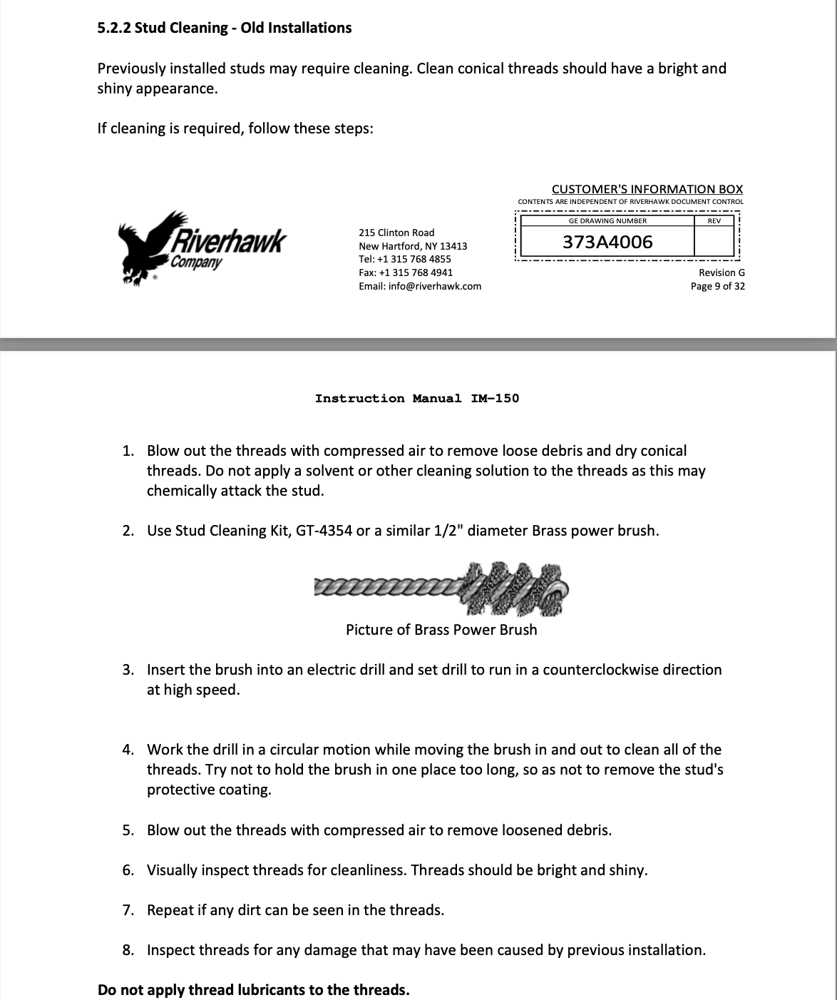 5.2.2 Stud Cleaning - Old Installations
Previously installed studs may require cleaning. Clean conical threads should have a bright and
shiny appearance.
If cleaning is required, follow these steps:
Riverhawk
Company
®
215 Clinton Road
New Hartford, NY 13413
Tel: +1 315 768 4855
Fax: +1 315 768 4941
Email: info@riverhawk.com
CUSTOMER'S INFORMATION BOX
CONTENTS ARE INDEPENDENT OF RIVERHAWK DOCUMENT CONTROL
GE DRAWING NUMBER REV
373A4006
Revision G
Page 9 of 32
Instruction Manual IM-150
1. Blow out the threads with compressed air to remove loose debris and dry conical
threads. Do not apply a solvent or other cleaning solution to the threads as this may
chemically attack the stud.
2. Use Stud Cleaning Kit, GT-4354 or a similar 1/2" diameter Brass power brush.
Picture of Brass Power Brush
3. Insert the brush into an electric drill and set drill to run in a counterclockwise direction
at high speed.
4. Work the drill in a circular motion while moving the brush in and out to clean all of the
threads. Try not to hold the brush in one place too long, so as not to remove the stud's
protective coating.
5. Blow out the threads with compressed air to remove loosened debris.
6. Visually inspect threads for cleanliness. Threads should be bright and shiny.
7. Repeat if any dirt can be seen in the threads.
8. Inspect threads for any damage that may have been caused by previous installation.
Do not apply thread lubricants to the threads.